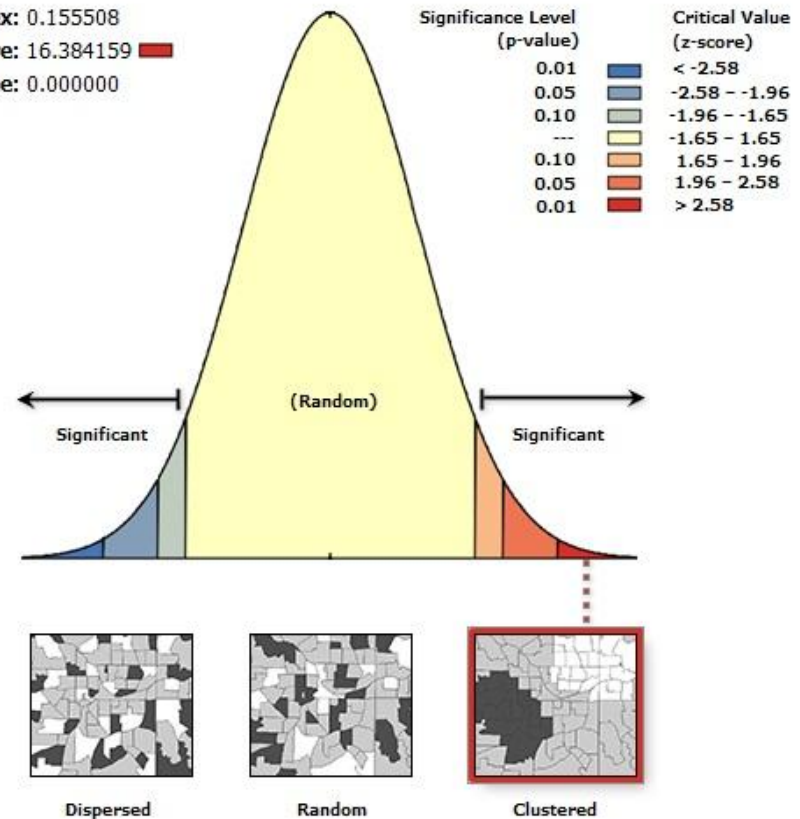 x: 0.155508
e: 16.384159
e: 0.000000
Significance Level
(p-value)
Critical Value
(z-score)
0.01 < -2.58
0.05 -2.58 – -1.96
0.10 -1.96 – -1.65
--- -1.65 – 1.65
0.10 1.65 – 1.96
0.05 1.96 – 2.58
0.01 > 2.58
(Random)
Significant Significant
Dispersed Random Clustered